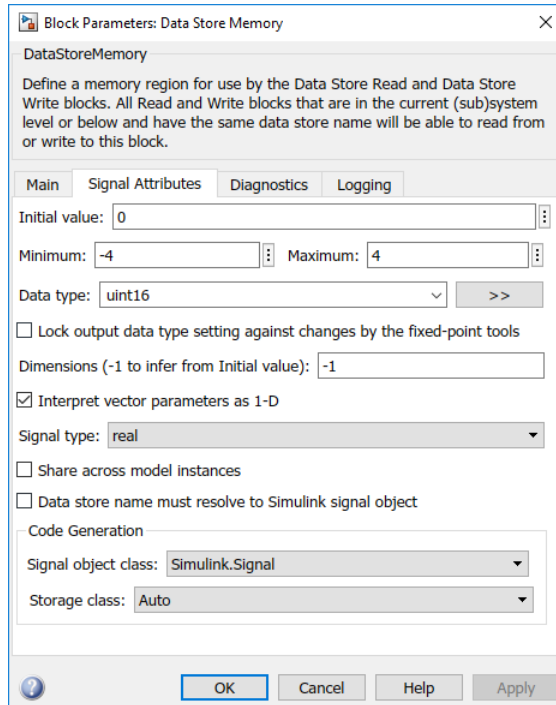 Block Parameters: Data Store Memory
DataStoreMemory
Define a memory region for use by the Data Store Read and Data Store
Write blocks. All Read and Write blocks that are in the current (sub)system
level or below and have the same data store name will be able to read from
or write to this block.
Main Signal Attributes Diagnostics Logging
Initial value: 0
Minimum: -4 Maximum: 4
Data type: uint16 >>
Lock output data type setting against changes by the fixed-point tools
Dimensions (-1 to infer from Initial value): -1
Interpret vector parameters as 1-D
Signal type: real
Share across model instances
Data store name must resolve to Simulink signal object
Code Generation
Signal object class: Simulink.Signal
Storage class: Auto
? OK Cancel Help Apply